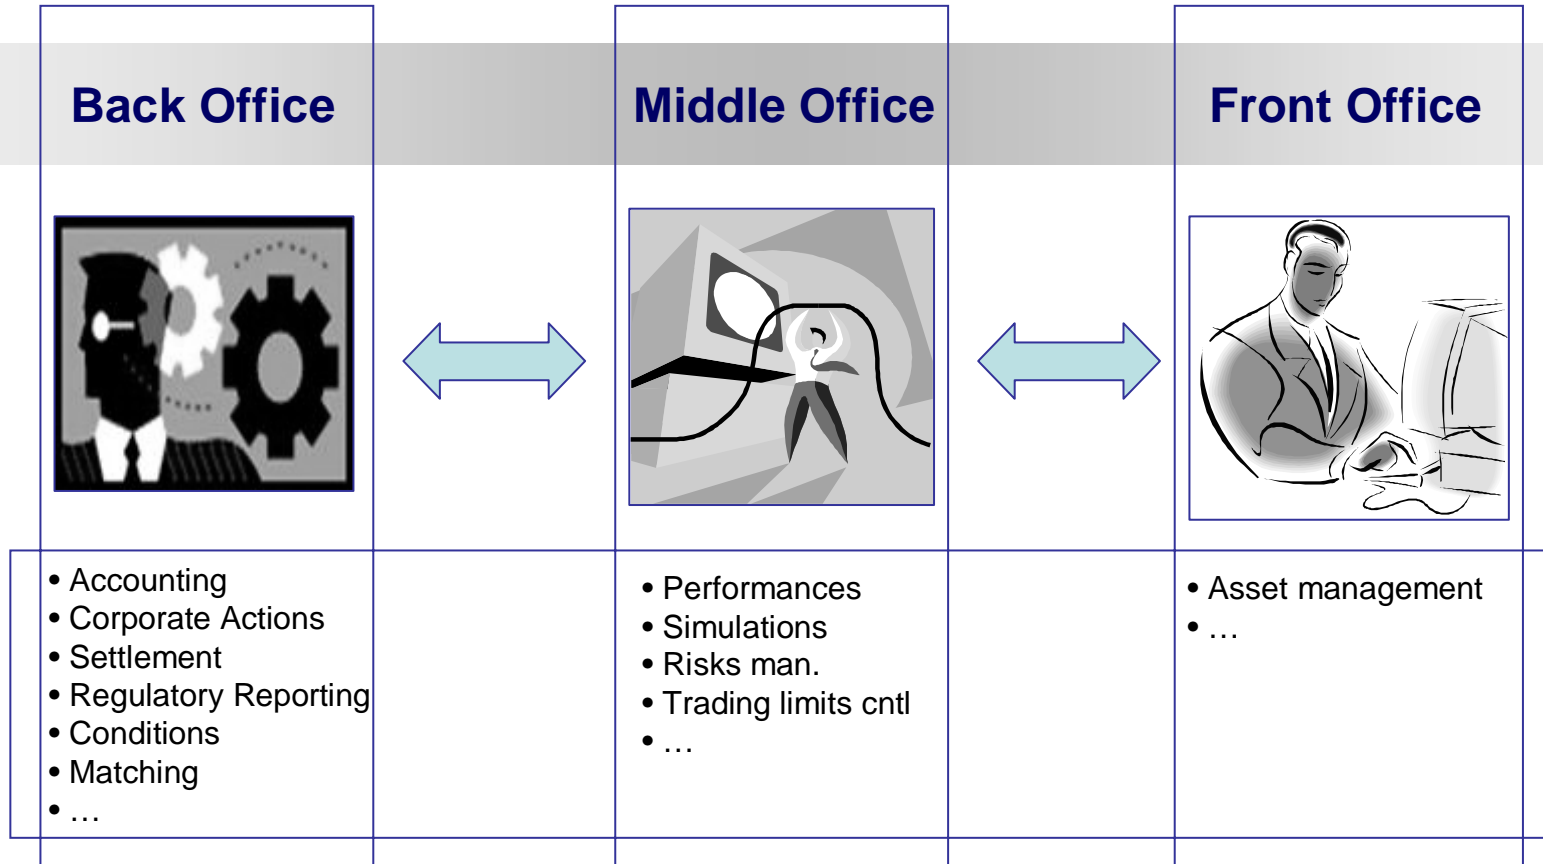 Back Office
Middle Office
Front Office
• Accounting
• Corporate Actions
• Settlement
• Regulatory Reporting
• Conditions
• Matching
• …
• Performances
• Simulations
• Risks man.
• Trading limits cntl
• …
• Asset management
• …